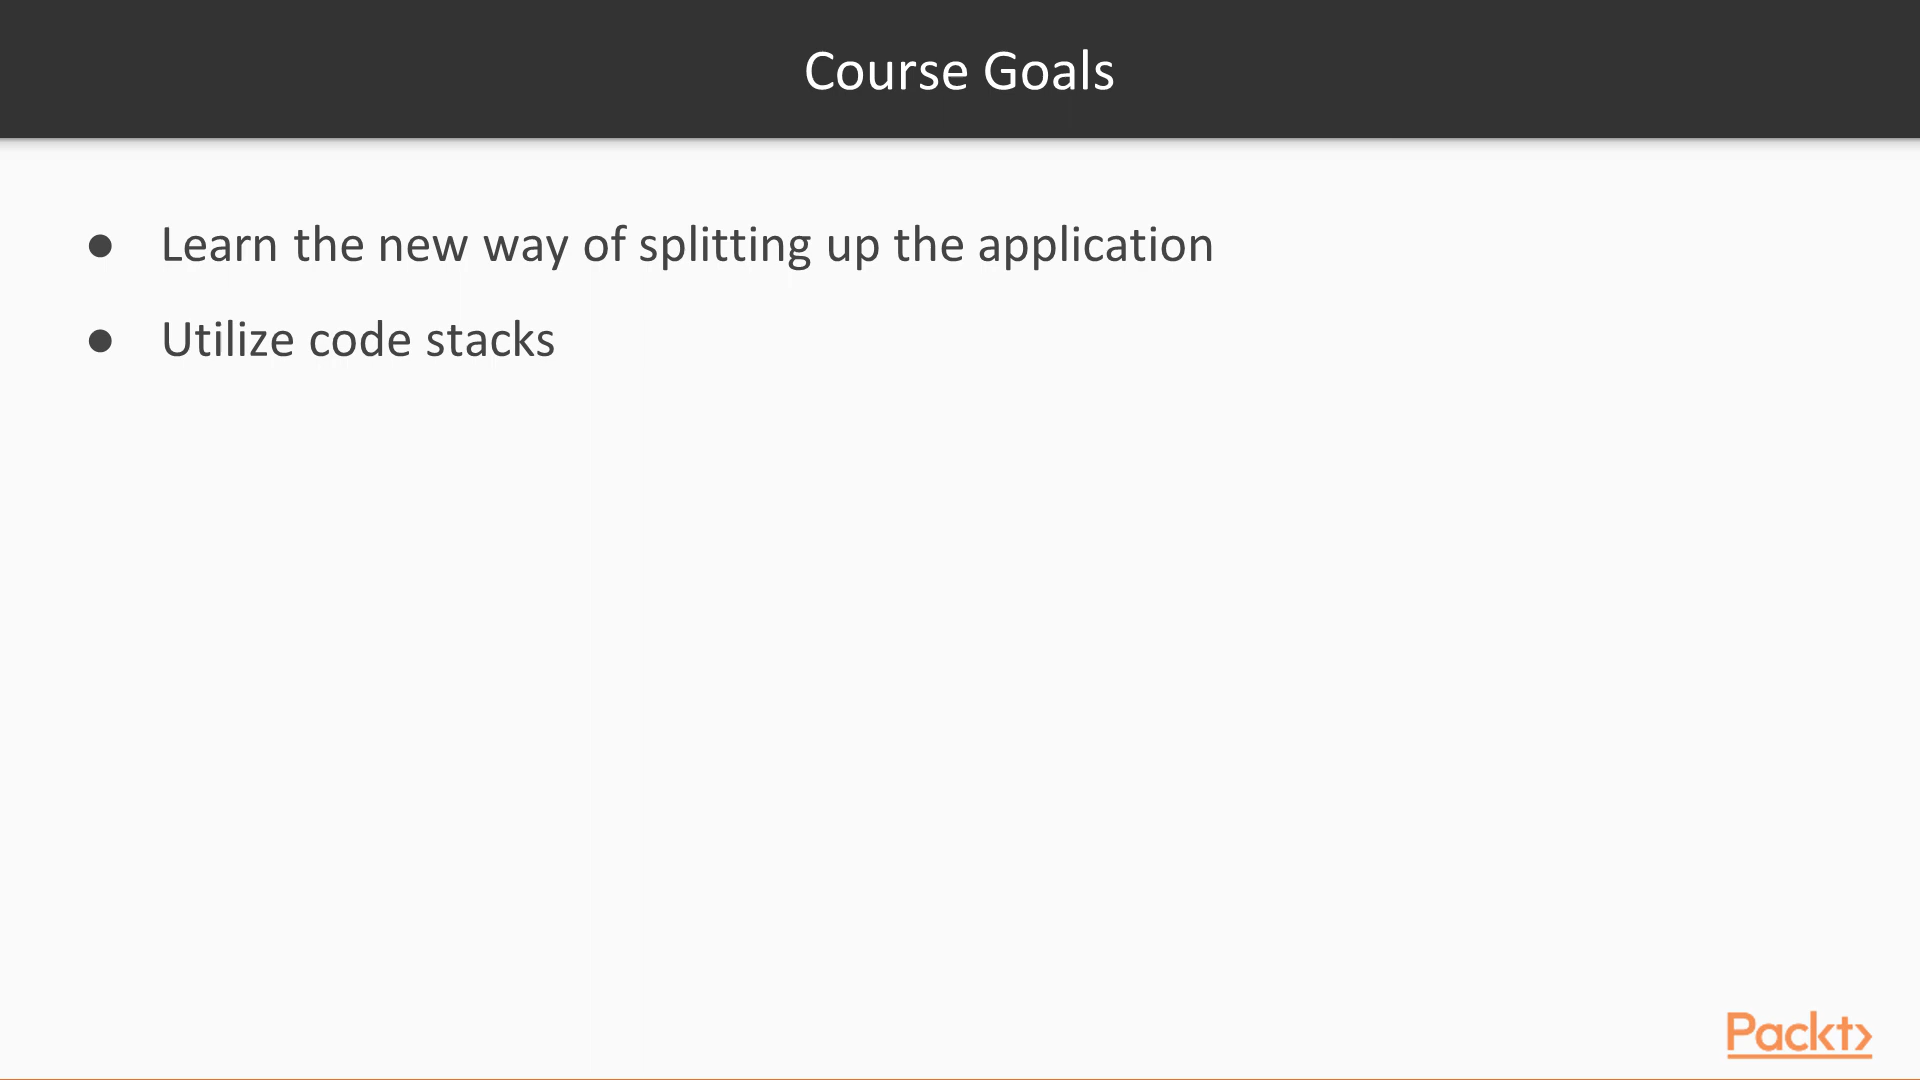 Course Goals
● Learn the new way of splitting up the application
● Utilize code stacks
Packt>